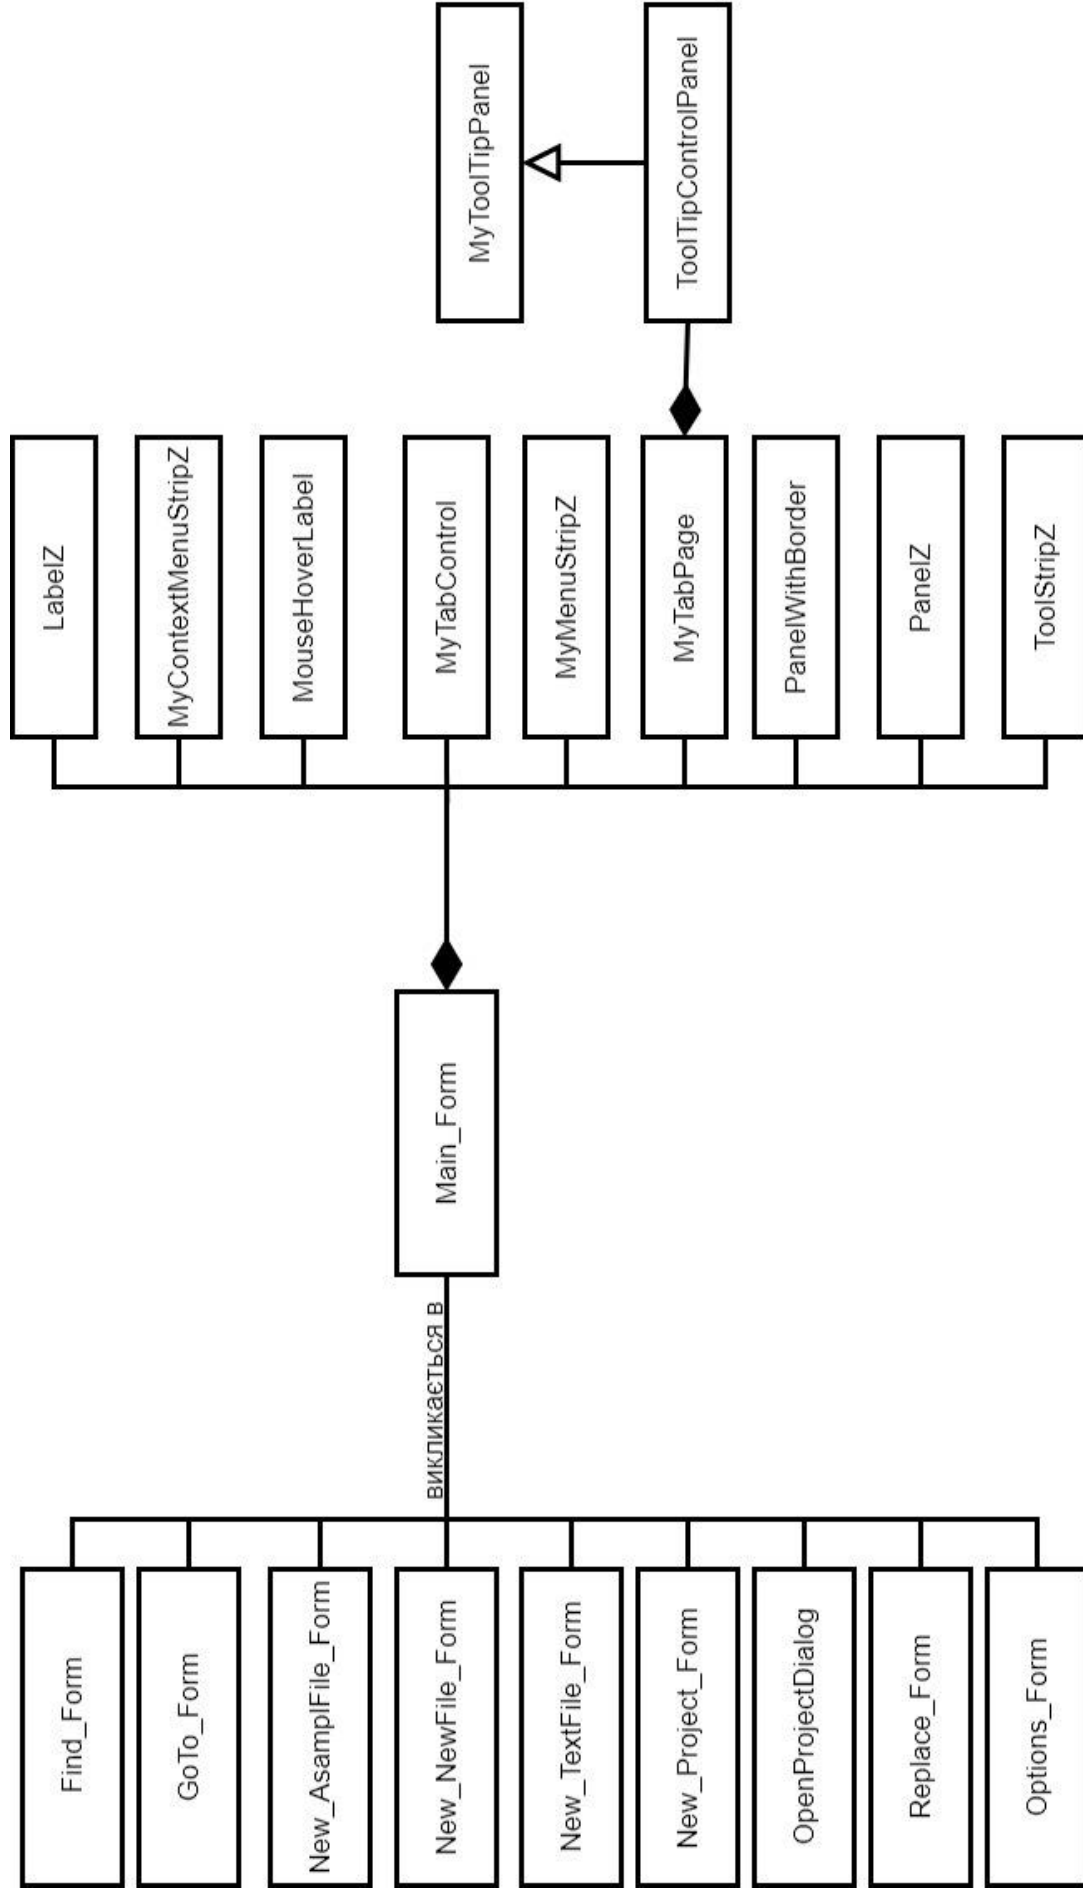 Find_Form
GoTo_Form
New_AsamplFile_Form
New_NewFile_Form
New_TextFile_Form
New_Project_Form
OpenProjectDialog
Replace_Form
Options_Form
викликається в
Main_Form
LabelZ
MyContextMenuStripZ
MouseHoverLabel
MyTabControl
MyMenuStripZ
MyTabPage
PanelWithBorder
PanelZ
ToolStripZ
MyToolTipPanel
ToolTipControlPanel